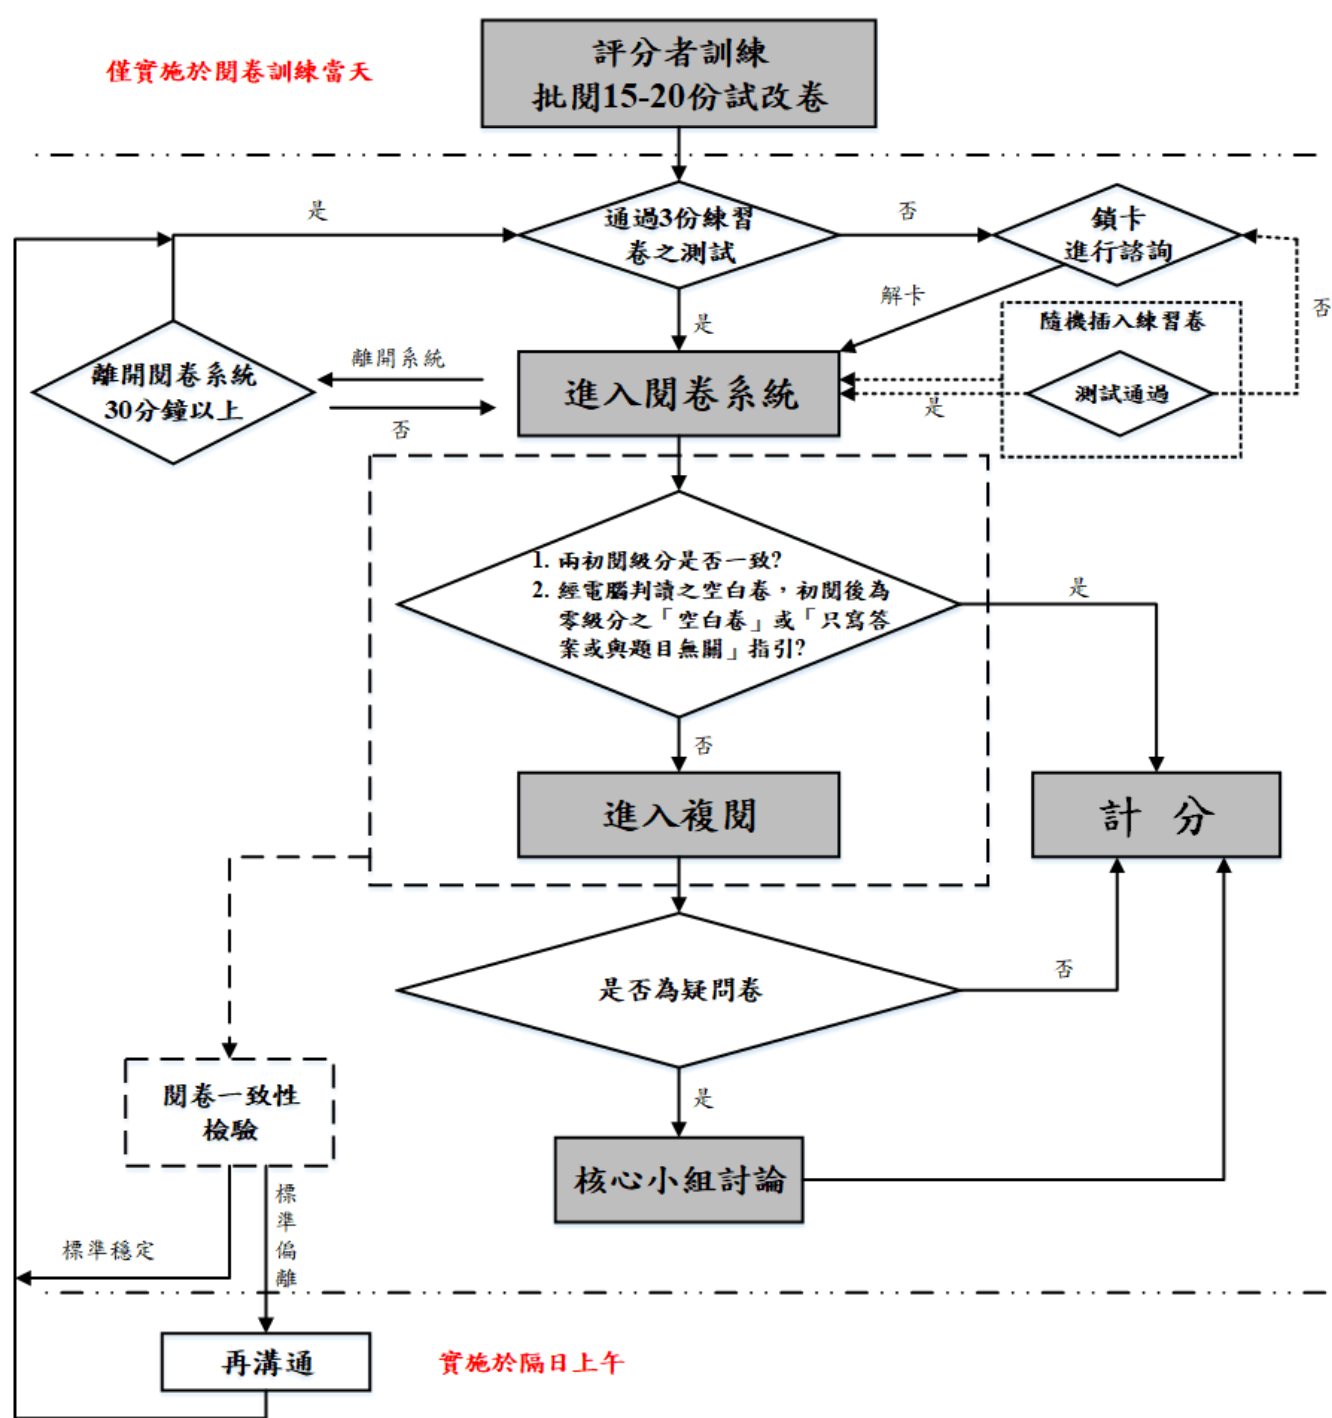 評分者訓練
批閱15-20份試改卷
僅實施於閱卷訓練當天
是
通過3份練習
卷之測試
否
鎖卡
進行諮詢
解卡
否
是
隨機插入練習卷
離開閱卷系統
30分鐘以上
離開系統
否
進入閱卷系統
是
測試通過
1. 兩初閱級分是否一致?
2. 經電腦判讀之空白卷，初閱後為
零級分之「空白卷」或「只寫答
案或與題目無關」指引?
是
否
進入複閱
計 分
是否為疑問卷
否
是
閱卷一致性
檢驗
核心小組討論
標準穩定
標準偏離
再溝通
實施於隔日上午